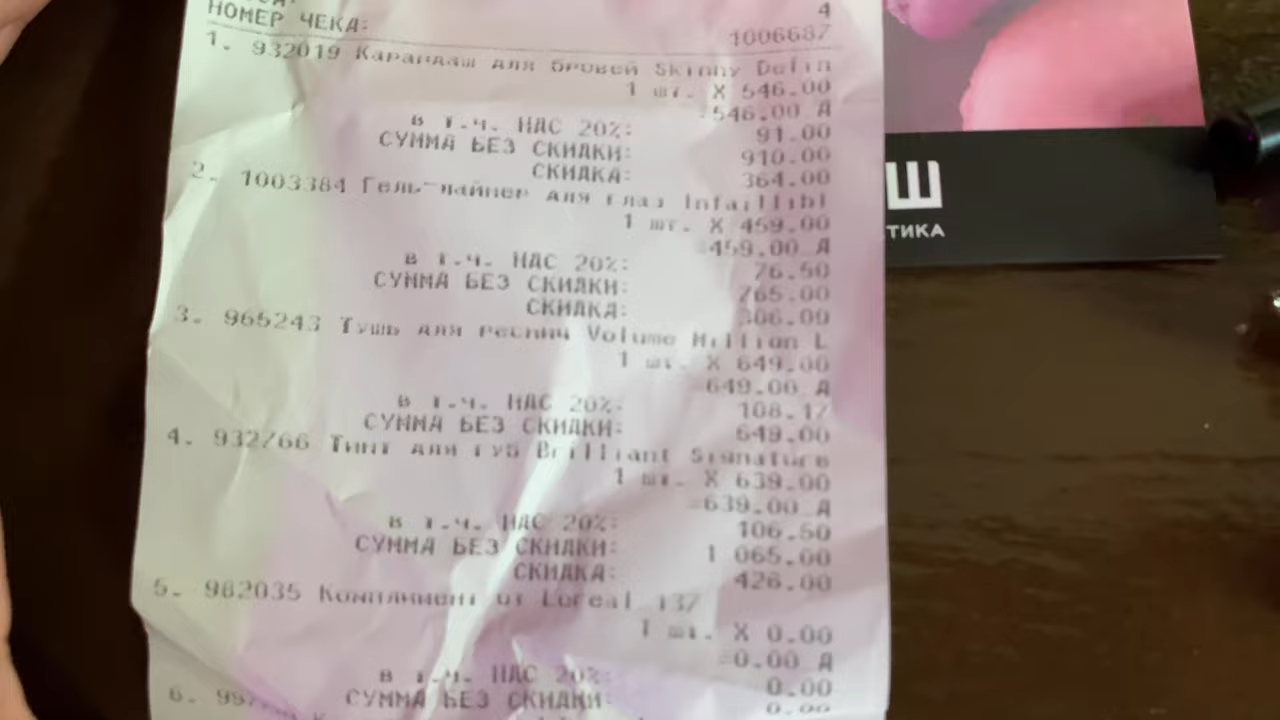 4
НОМЕР ЧЕКА: 1006687
1. 932019 Карандаш для бровей Skinny Defin
1 шт. X 546.00
=546.00 А
в т.ч. НДС 20%: 91.00
СУММА БЕЗ СКИДКИ: 910.00
СКИДКА: 364.00
2. 1003384 Гель-лайнер для глаз Infaillibl
1 шт. X 459.00
=459.00 А
в т.ч. НДС 20%: 76.50
СУММА БЕЗ СКИДКИ: 765.00
СКИДКА: 306.00
3. 965243 Тушь для ресниц Volume Million L
1 шт. X 649.00
=649.00 А
в т.ч. НДС 20%: 108.17
СУММА БЕЗ СКИДКИ: 649.00
4. 932766 Тинт для губ Brilliant Signature
1 шт. X 639.00
=639.00 А
в т.ч. НДС 20%: 106.50
СУММА БЕЗ СКИДКИ: 1 065.00
СКИДКА: 426.00
5. 982035 Комплимент от Loreal 137
1 шт. X 0.00
=0.00 А
в т.ч. НДС 20%: 0.00
СУММА БЕЗ СКИДКИ: 0.00
6.
Ш
ТИКА